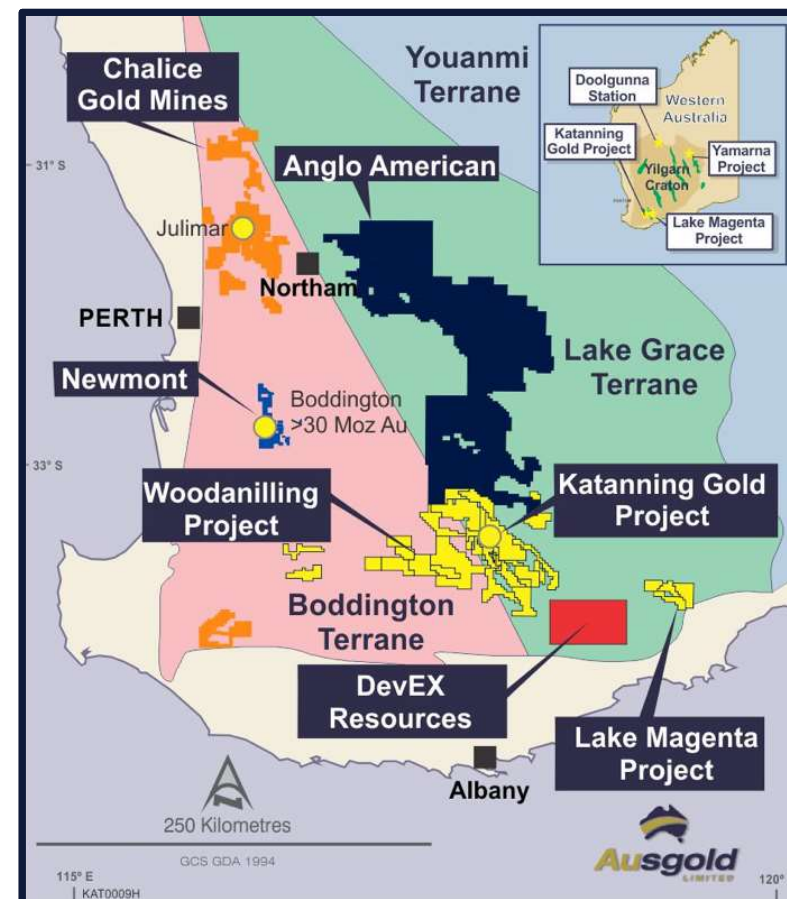 Chalice
Gold Mines
Youanmi
Terrane
Doolgunna
Station
Western
Australia
Katanning
Gold Project
Yamarna
Project
Yilgarn
Craton
Lake Magenta
Project
31° S
Anglo American
Julimar
Northam
PERTH
Lake Grace
Terrane
Newmont
Boddington
>30 Moz Au
33° S
Woodanilling
Project
Katanning Gold
Project
Boddington
Terrane
DevEX
Resources
Lake Magenta
Project
Albany
250 Kilometres
GCS GDA 1994
Ausgold
LIMITED
115° E
120°
KAT0009H